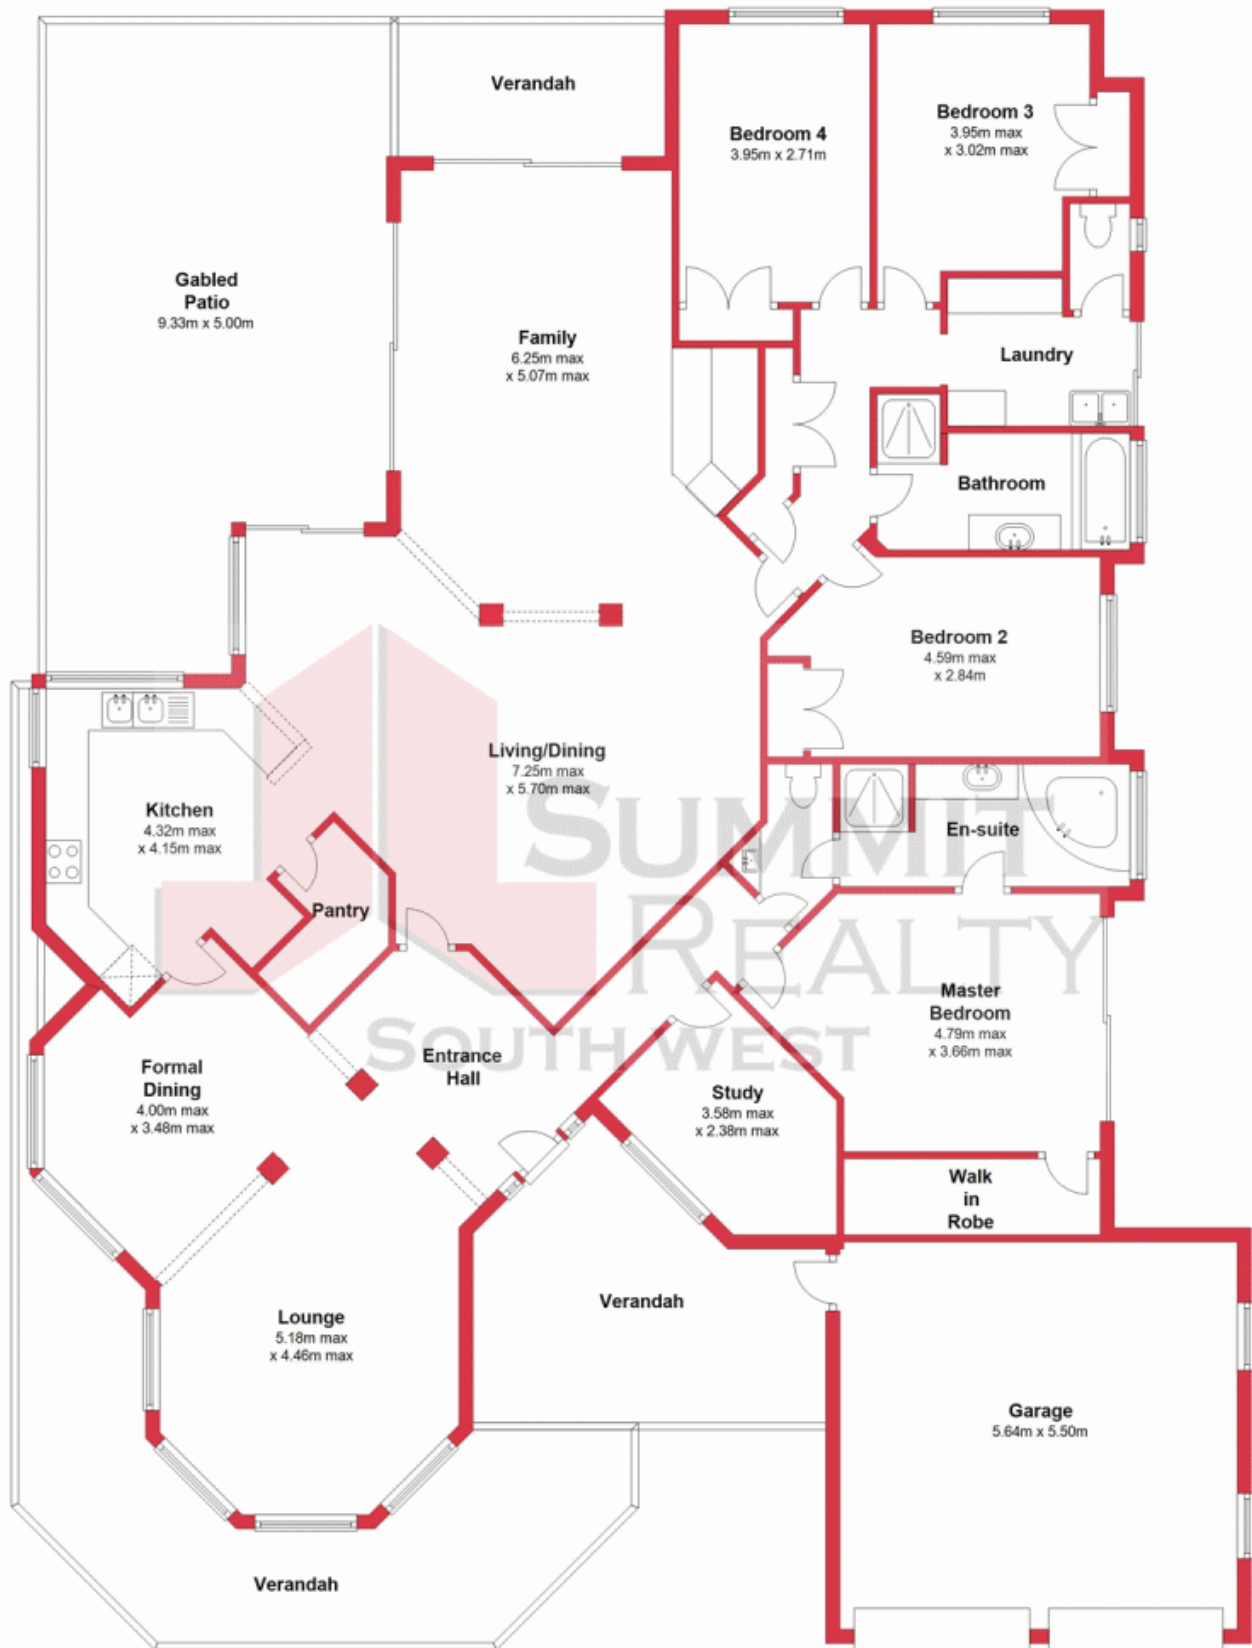 Verandah
Bedroom 4
3.95m x 2.71m
Bedroom 3
3.95m max
x 3.02m max
Gabled
Patio
9.33m x 5.00m
Family
6.25m max
x 5.07m max
Laundry
Bathroom
Bedroom 2
4.59m max
x 2.84m
Living/Dining
7.25m max
x 5.70m max
Kitchen
4.32m max
x 4.15m max
En-suite
Pantry
SUMMIT
REALTY
SOUTH WEST
Master
Bedroom
4.79m max
x 3.66m max
Entrance
Hall
Formal
Dining
4.00m max
x 3.48m max
Study
3.58m max
x 2.38m max
Walk
in
Robe
Verandah
Lounge
5.18m max
x 4.46m max
Garage
5.64m x 5.50m
Verandah